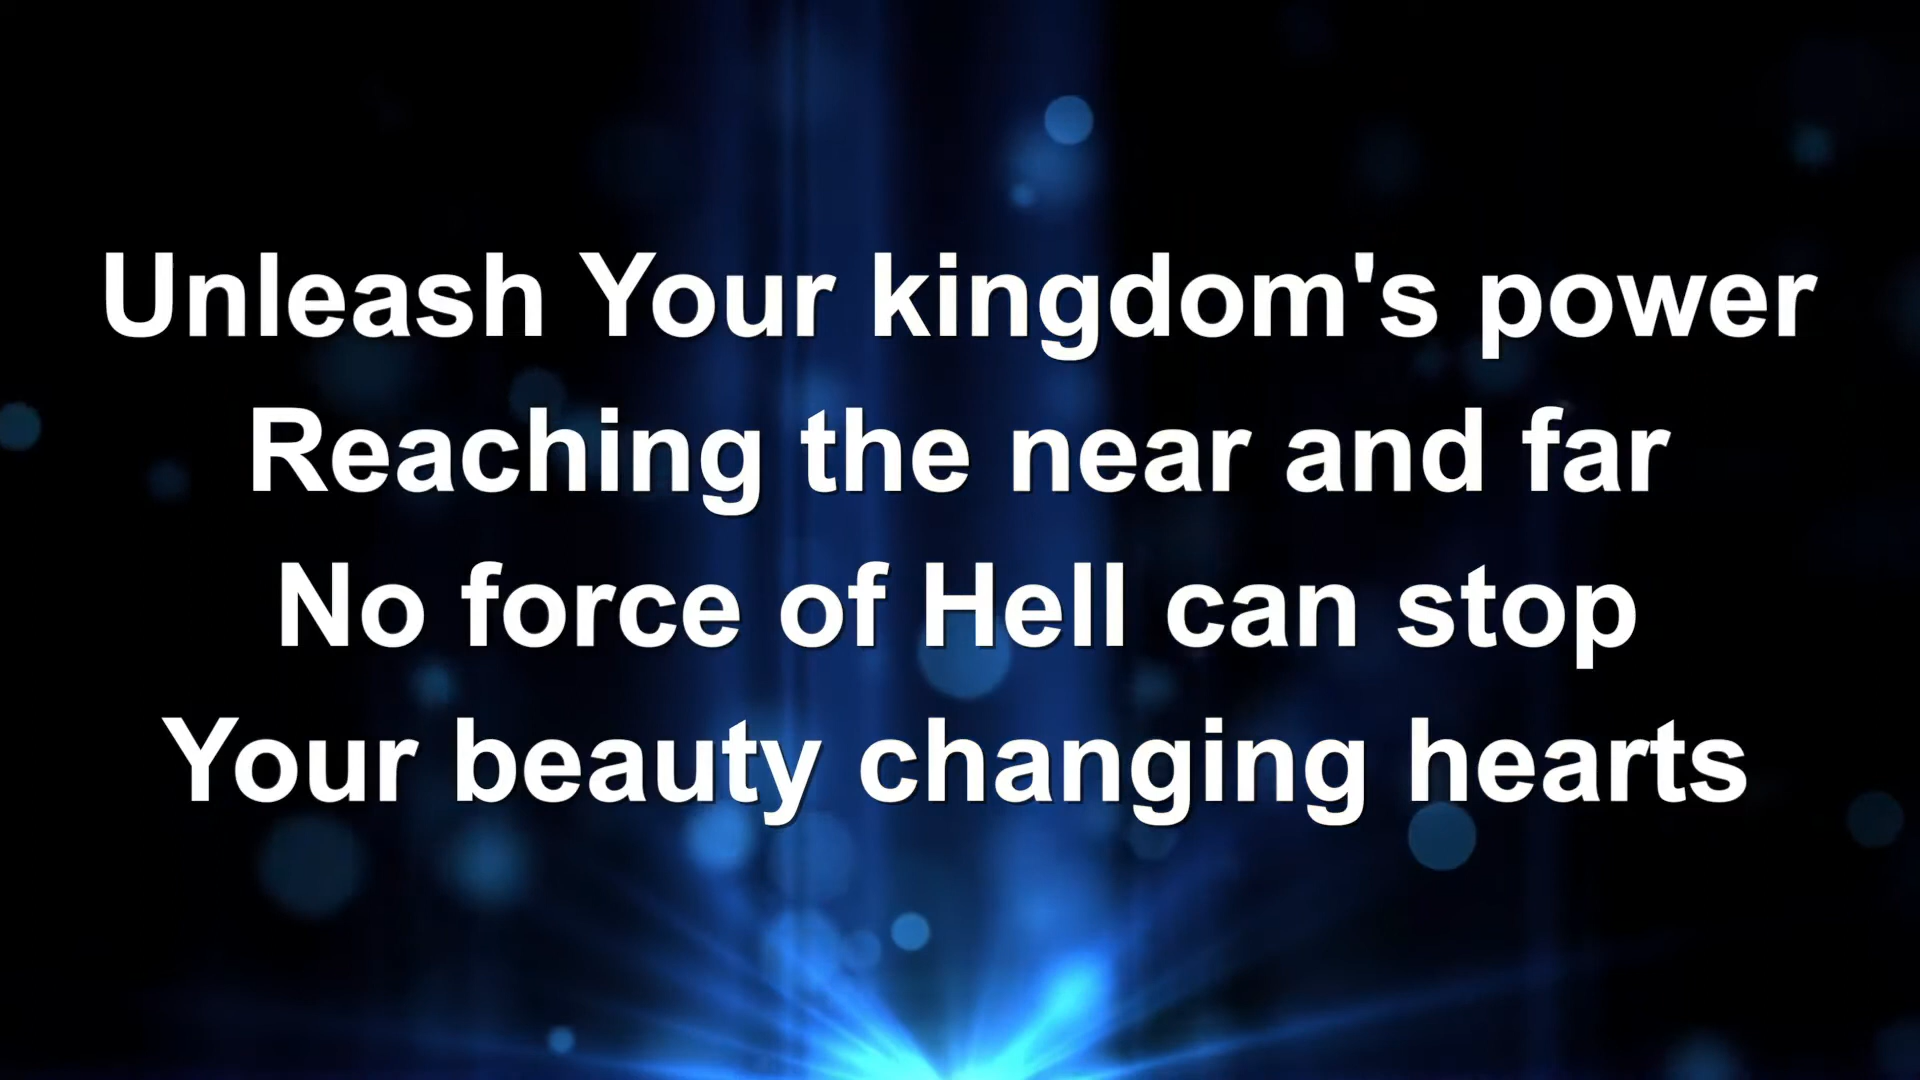 Unleash Your kingdom's power
Reaching the near and far
No force of Hell can stop
Your beauty changing hearts